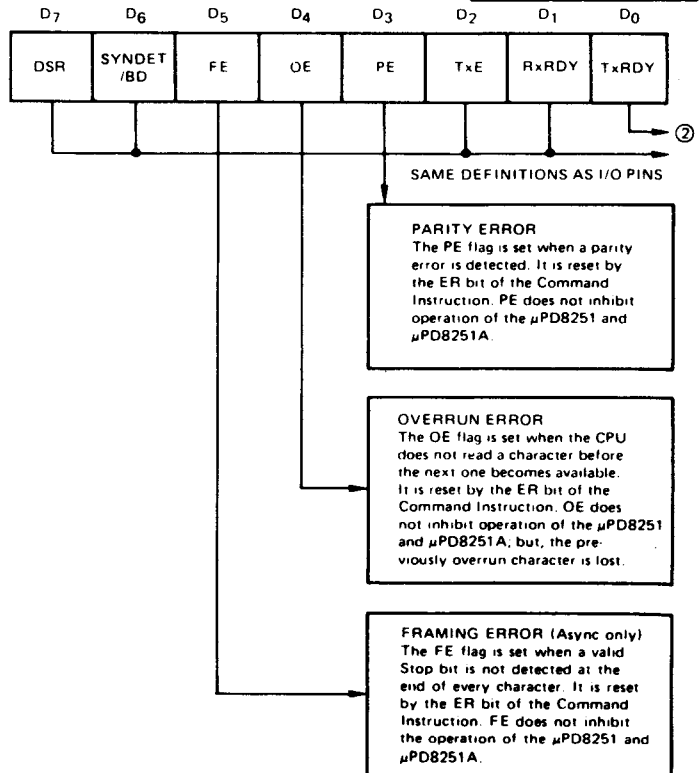 D7 D6 D5 D4 D3 D2 D1 D0
DSR SYNDET /BD FE OE PE TxE RxRDY TxRDY
②
SAME DEFINITIONS AS I/O PINS
PARITY ERROR
The PE flag is set when a parity
error is detected. It is reset by
the ER bit of the Command
Instruction. PE does not inhibit
operation of the μPD8251 and
μPD8251A.
OVERRUN ERROR
The OE flag is set when the CPU
does not read a character before
the next one becomes available.
It is reset by the ER bit of the
Command Instruction. OE does
not inhibit operation of the μPD8251
and μPD8251A; but, the pre-
viously overrun character is lost.
FRAMING ERROR (Async only)
The FE flag is set when a valid
Stop bit is not detected at the
end of every character. It is reset
by the ER bit of the Command
Instruction. FE does not inhibit
the operation of the μPD8251 and
μPD8251A.